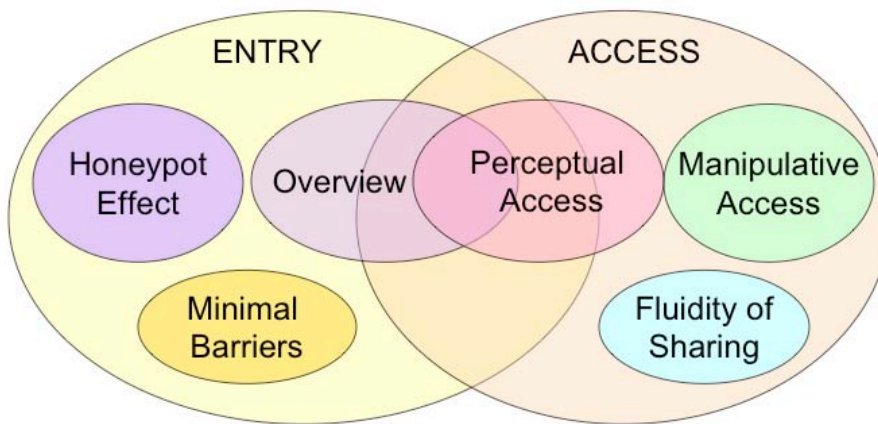 ENTRY
ACCESS
Honeypot
Effect
Overview
Perceptual
Access
Manipulative
Access
Minimal
Barriers
Fluidity of
Sharing